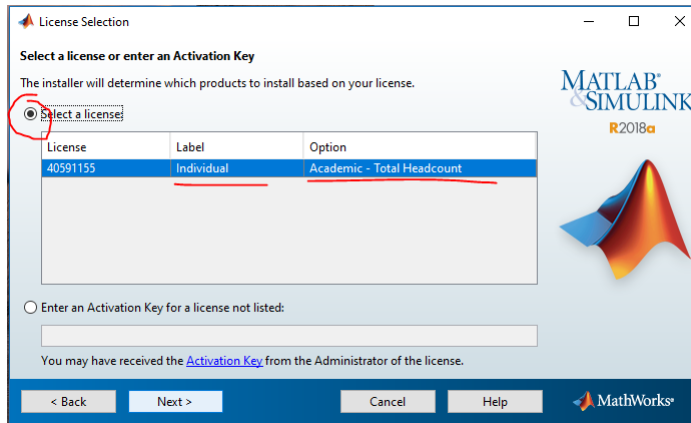 License Selection
Select a license or enter an Activation Key
The installer will determine which products to install based on your license.
MATLAB®
&SIMULINK
R2018a
Select a license:
License Label Option
40591155 Individual Academic - Total Headcount
Enter an Activation Key for a license not listed:
You may have received the Activation Key from the Administrator of the license.
< Back Next > Cancel Help MathWorks®